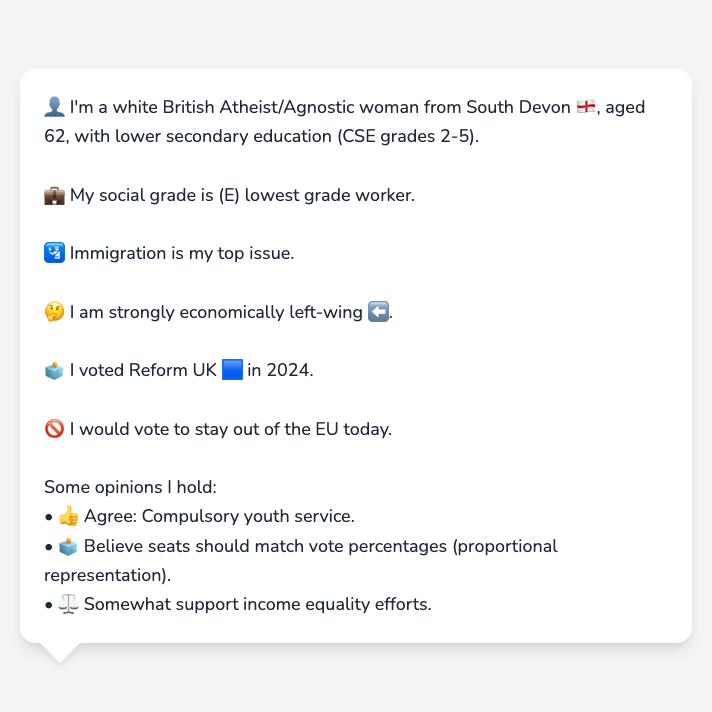 👤 I'm a white British Atheist/Agnostic woman from South Devon 🏴󠁧󠁢󠁥󠁮󠁧󠁿, aged
62, with lower secondary education (CSE grades 2-5).
💼 My social grade is (E) lowest grade worker.
🛂 Immigration is my top issue.
🤔 I am strongly economically left-wing ⬅️.
🗳️ I voted Reform UK 🟦 in 2024.
🚫 I would vote to stay out of the EU today.
Some opinions I hold:
• 👍 Agree: Compulsory youth service.
• 🗳️ Believe seats should match vote percentages (proportional
representation).
• ⚖️ Somewhat support income equality efforts.